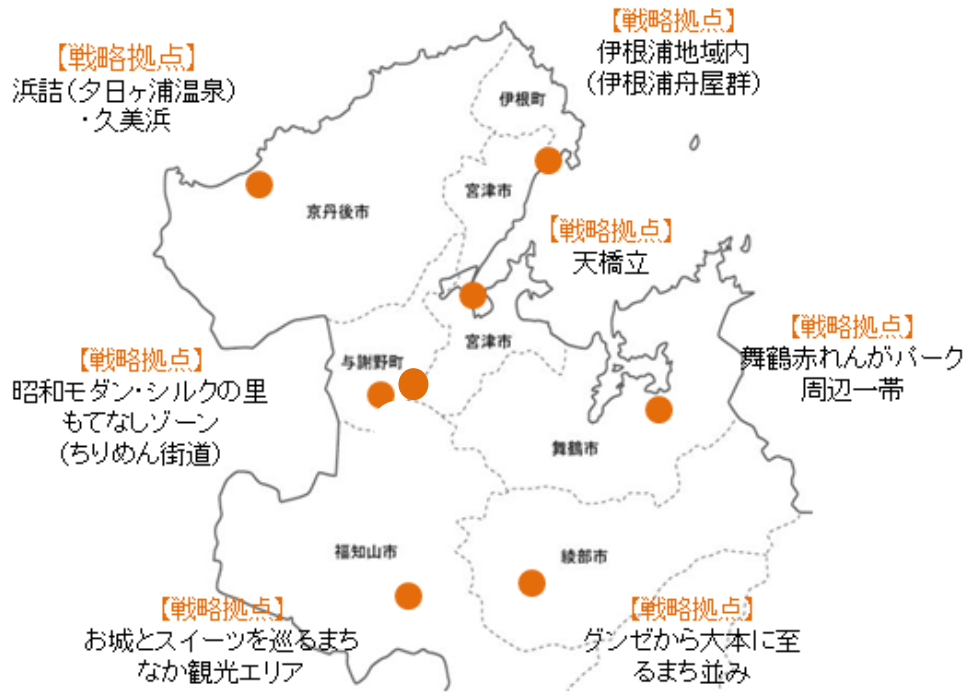 【戦略拠点】
伊根浦地域内
(伊根浦舟屋群)
【戦略拠点】
浜詰(夕日ヶ浦温泉)
・久美浜
伊根町
宮津市
京丹後市
【戦略拠点】
天橋立
【戦略拠点】
舞鶴赤れんがパーク
周辺一帯
宮津市
与謝野町
【戦略拠点】
昭和モダン・シルクの里
もてなしゾーン
(ちりめん街道)
舞鶴市
福知山市
綾部市
【戦略拠点】
お城とスイーツを巡るまち
なか観光エリア
【戦略拠点】
グンゼから大本に至
るまち並み